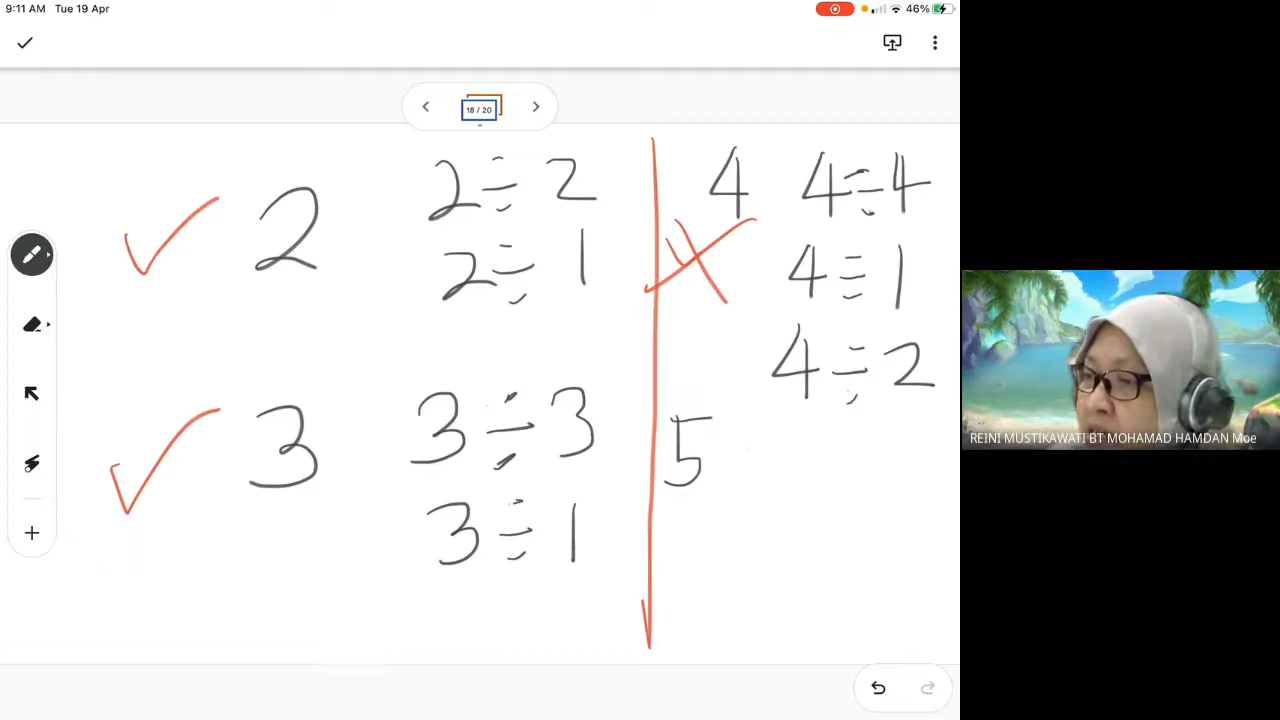 9:11 AM Tue 19 Apr
46%
18 / 20
2 2 ÷ 2
2 ÷ 1
3 3 ÷ 3
3 ÷ 1
4 4 ÷ 4
4 ÷ 1
4 ÷ 2
5
REINI MUSTIKAWATI BT MOHAMAD HAMDAN Moe